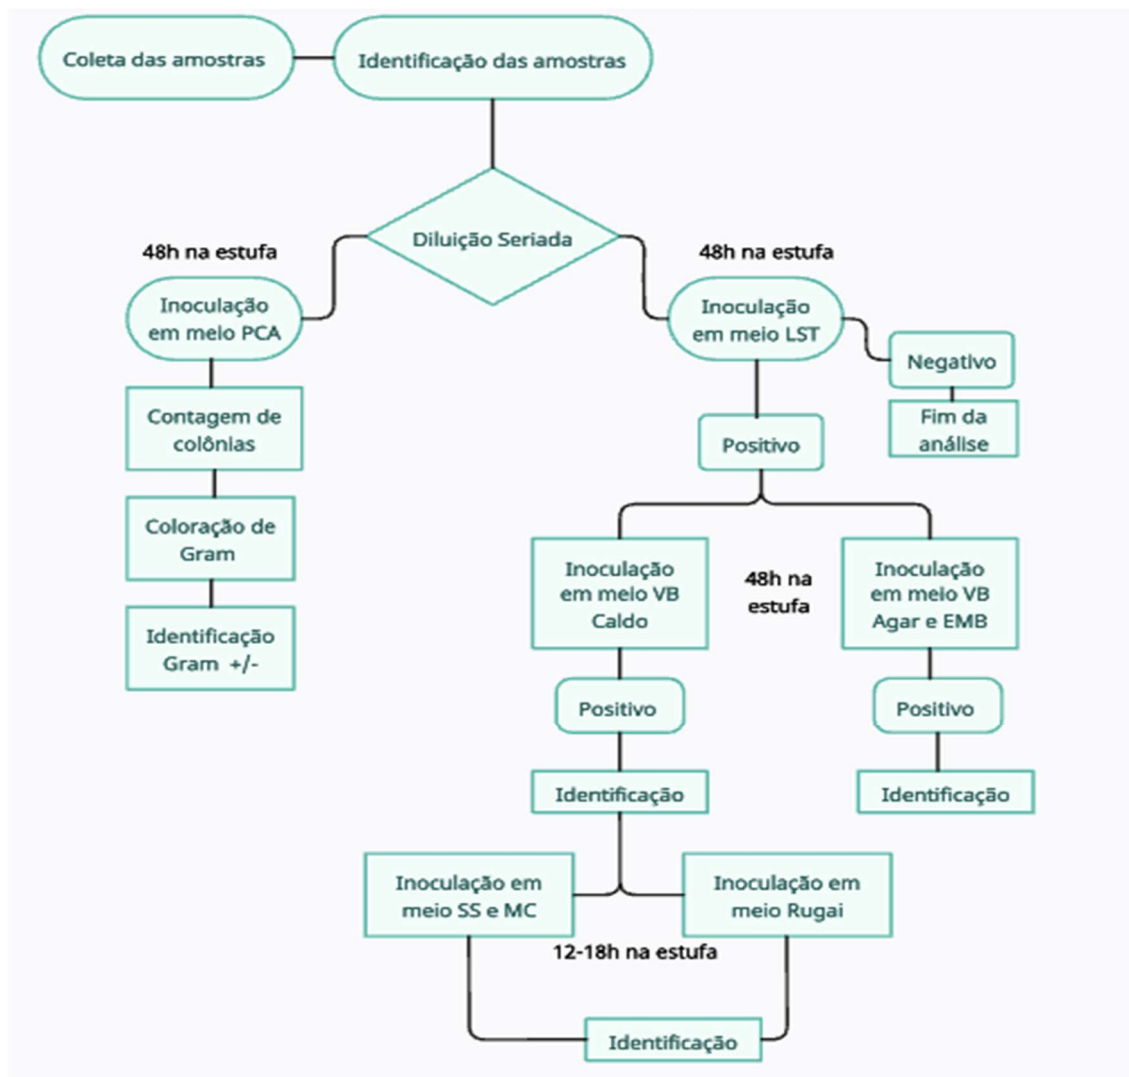 Coleta das amostras
Identificação das amostras
Diluição Seriada
48h na estufa
Inoculação
em meio PCA
Contagem de
colônias
Coloração de
Gram
Identificação
Gram +/-
48h na estufa
Inoculação
em meio LST
Negativo
Fim da
análise
Positivo
Inoculação
em meio VB
Caldo
48h na
estufa
Inoculação
em meio VB
Agar e EMB
Positivo
Positivo
Identificação
Identificação
Inoculação em
meio SS e MC
Inoculação em
meio Rugai
12-18h na estufa
Identificação